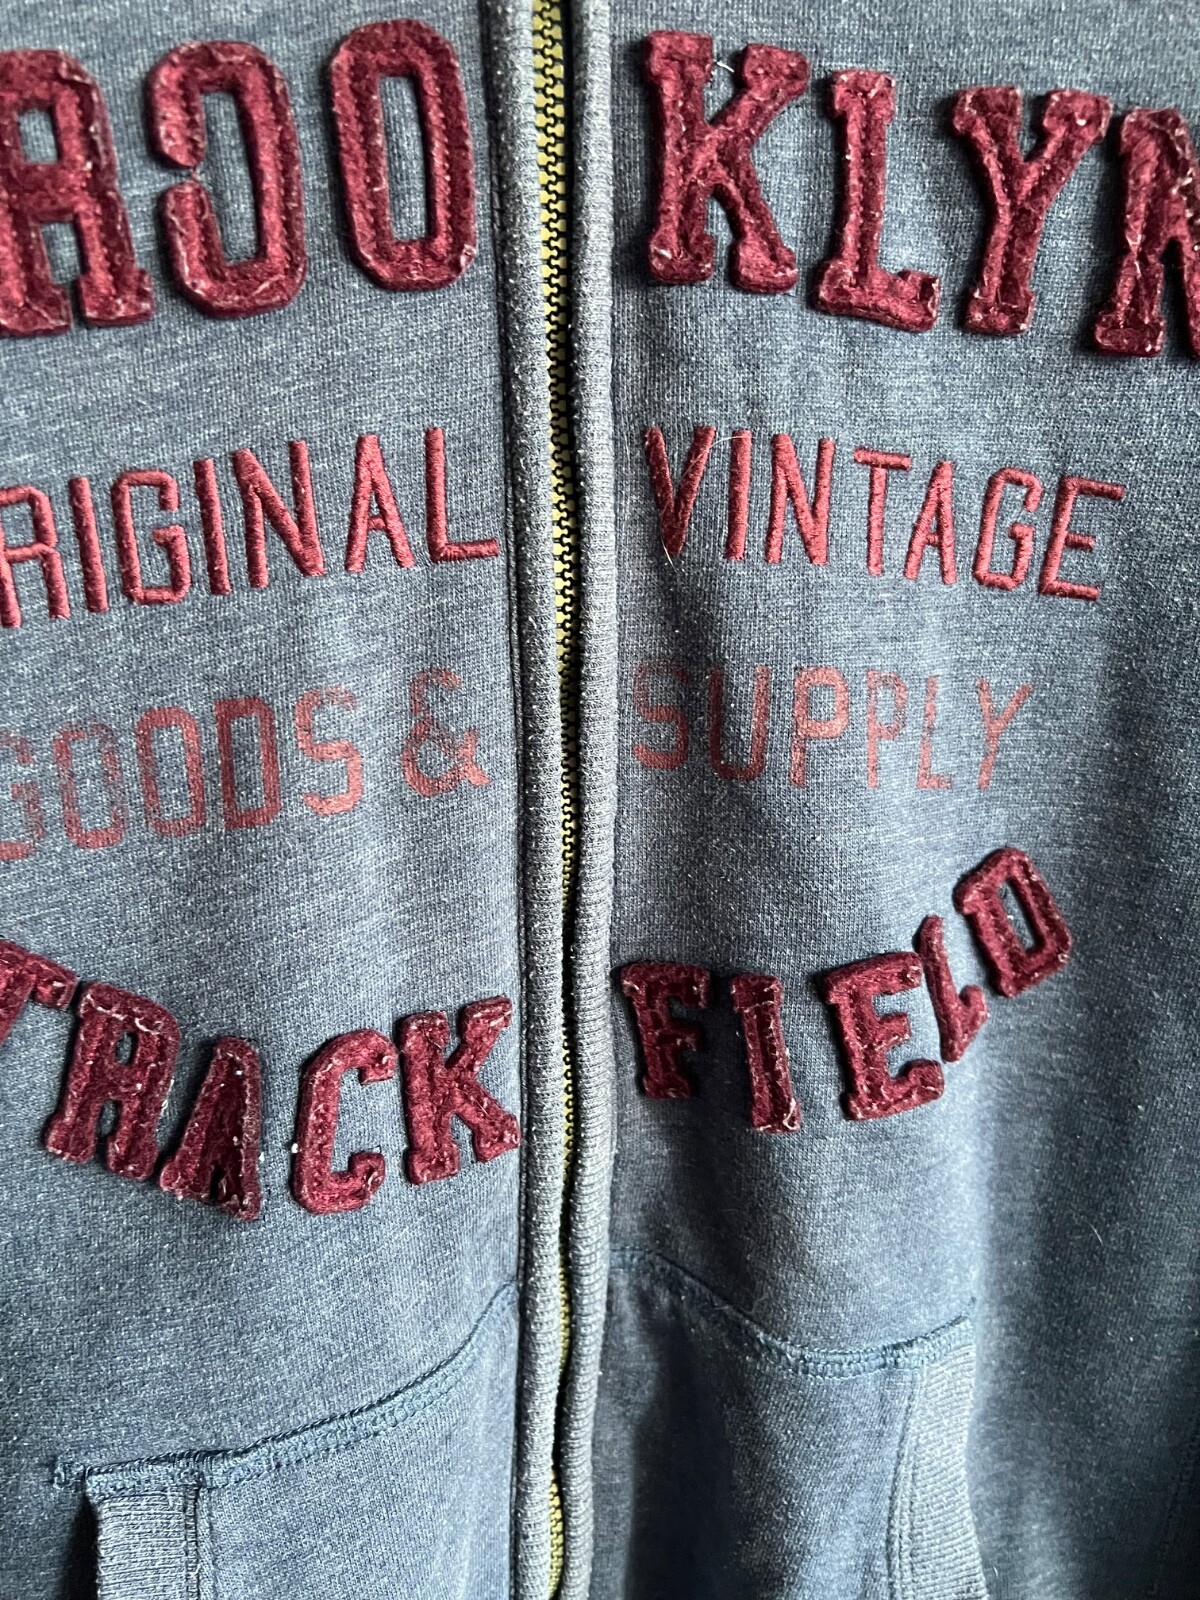 ROOKLYN
RIGINAL VINTAGE
GOODS & SUPPLY
TRACK FIELD